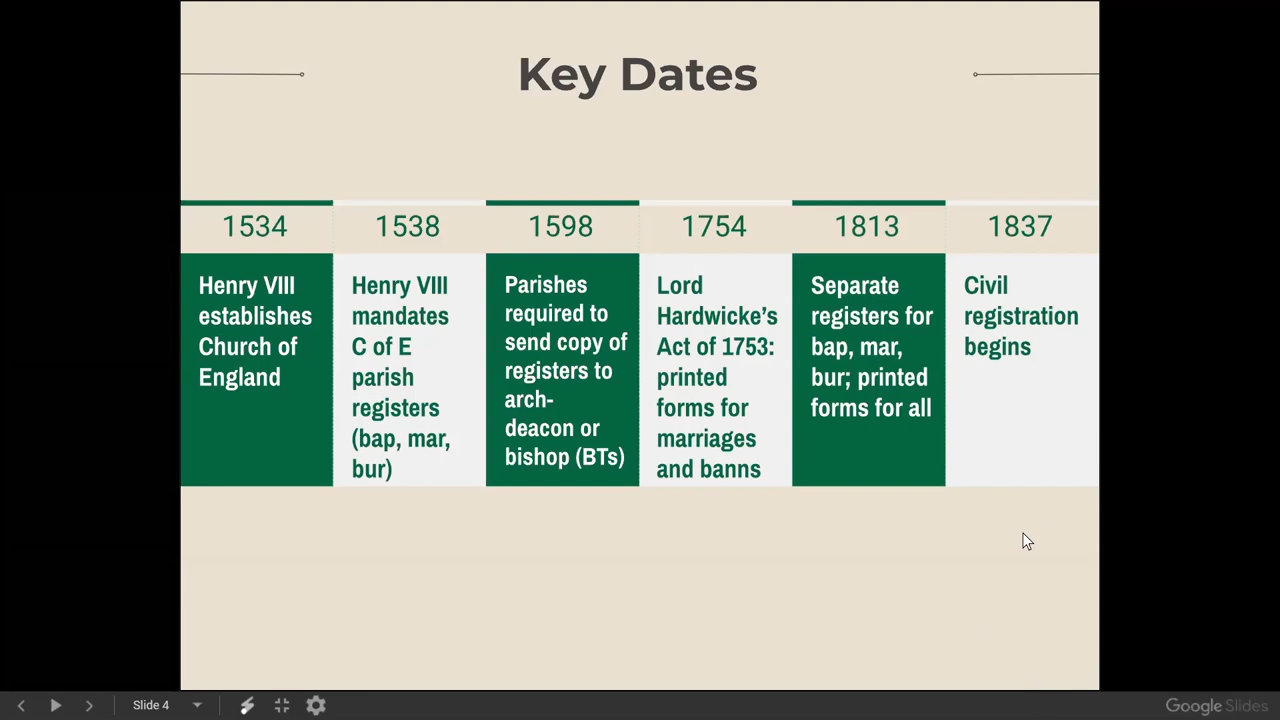 Key Dates
1534
Henry VIII
establishes
Church of
England
1538
Henry VIII
mandates
C of E
parish
registers
(bap, mar,
bur)
1598
Parishes
required to
send copy of
registers to
arch-
deacon or
bishop (BTs)
1754
Lord
Hardwicke’s
Act of 1753:
printed
forms for
marriages
and banns
1813
Separate
registers for
bap, mar,
bur; printed
forms for all
1837
Civil
registration
begins
Slide 4
Google Slides